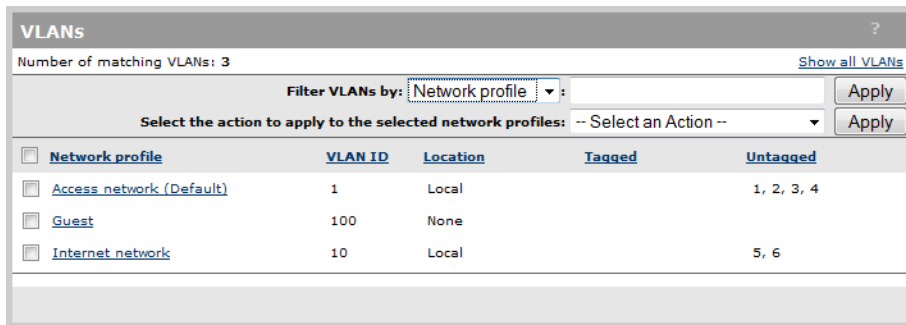 VLANs ?
Number of matching VLANs: 3 Show all VLANs
Filter VLANs by: Network profile : Apply
Select the action to apply to the selected network profiles: -- Select an Action -- Apply
Network profile VLAN ID Location Tagged Untagged
Access network (Default) 1 Local 1, 2, 3, 4
Guest 100 None
Internet network 10 Local 5, 6